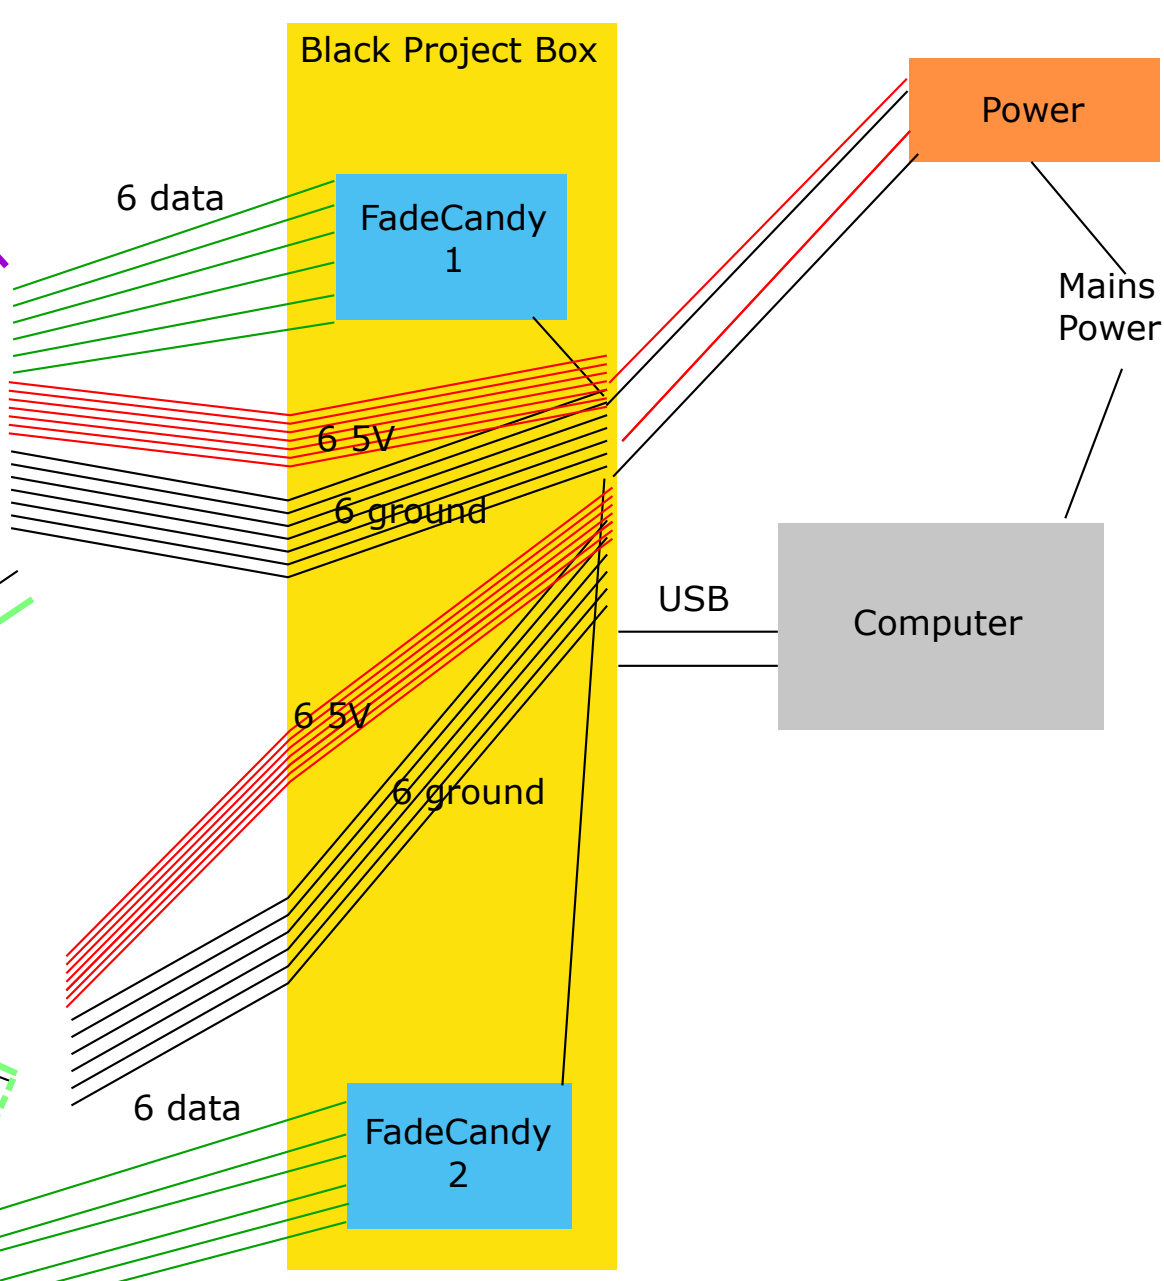 Black Project Box
Power
6 data
FadeCandy
1
Mains
Power
6 5V
6 ground
USB
Computer
6 5V
6 ground
6 data
FadeCandy
2